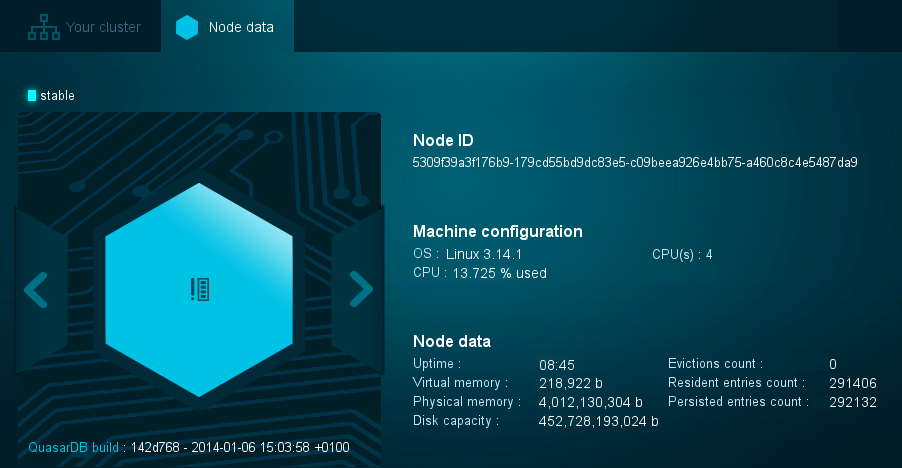 Your cluster
Node data
stable
Node ID
5309f39a3f176b9-179cd55bd9dc83e5-c09beea926e4bb75-a460c8c4e5487da9
Machine configuration
OS : Linux 3.14.1 CPU(s) : 4
CPU : 13.725 % used
Node data
Uptime : 08:45 Evictions count : 0
Virtual memory : 218,922 b Resident entries count : 291406
Physical memory : 4,012,130,304 b Persisted entries count : 292132
Disk capacity : 452,728,193,024 b
QuasarDB build : 142d768 - 2014-01-06 15:03:58 +0100